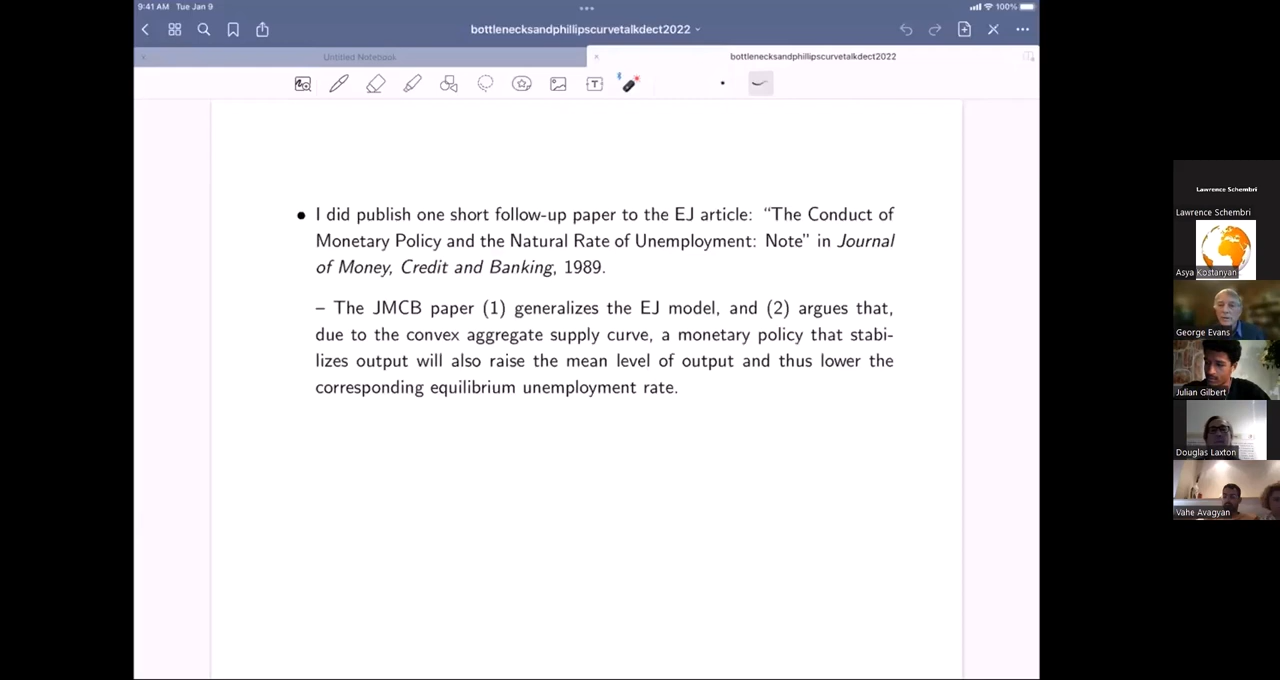 9:41 AM Tue Jan 9
100%
bottlenecksandphillipscurvetalkdect2022
Untitled Notebook
bottlenecksandphillipscurvetalkdect2022
• I did publish one short follow-up paper to the EJ article: “The Conduct of
Monetary Policy and the Natural Rate of Unemployment: Note” in Journal
of Money, Credit and Banking, 1989.
– The JMCB paper (1) generalizes the EJ model, and (2) argues that,
due to the convex aggregate supply curve, a monetary policy that stabi-
lizes output will also raise the mean level of output and thus lower the
corresponding equilibrium unemployment rate.
Lawrence Schembri
Lawrence Schembri
Asya Kostanyan
George Evans
Julian Gilbert
Douglas Laxton
Vahe Avagyan